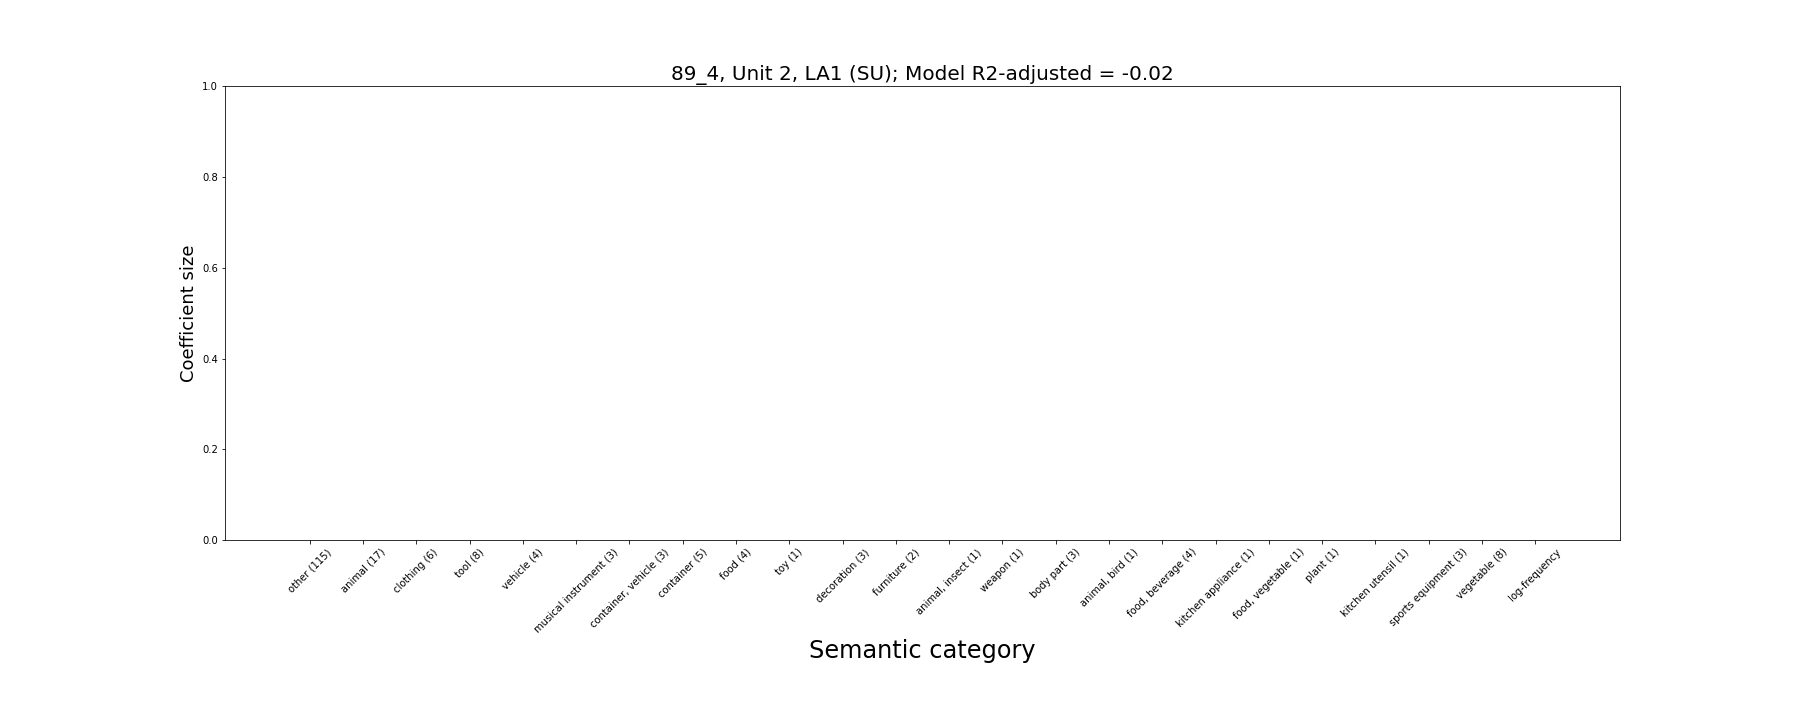 89_4, Unit 2, LA1 (SU); Model R2-adjusted = -0.02
1.0
0.8
0.6
0.4
0.2
0.0
Coefficient size
other (115)
animal (17)
clothing (6)
tool (8)
vehicle (4)
musical instrument (3)
container, vehicle (3)
container (5)
food (4)
toy (1)
decoration (3)
furniture (2)
animal, insect (1)
weapon (1)
body part (3)
animal, bird (1)
food, beverage (4)
kitchen appliance (1)
food, vegetable (1)
plant (1)
kitchen utensil (1)
sports equipment (3)
vegetable (8)
log-frequency
Semantic category